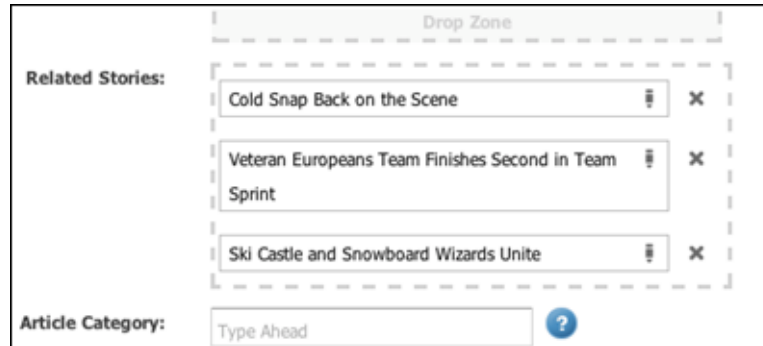 Drop Zone
Related Stories:
Cold Snap Back on the Scene
Veteran Europeans Team Finishes Second in Team
Sprint
Ski Castle and Snowboard Wizards Unite
Article Category:
Type Ahead
?